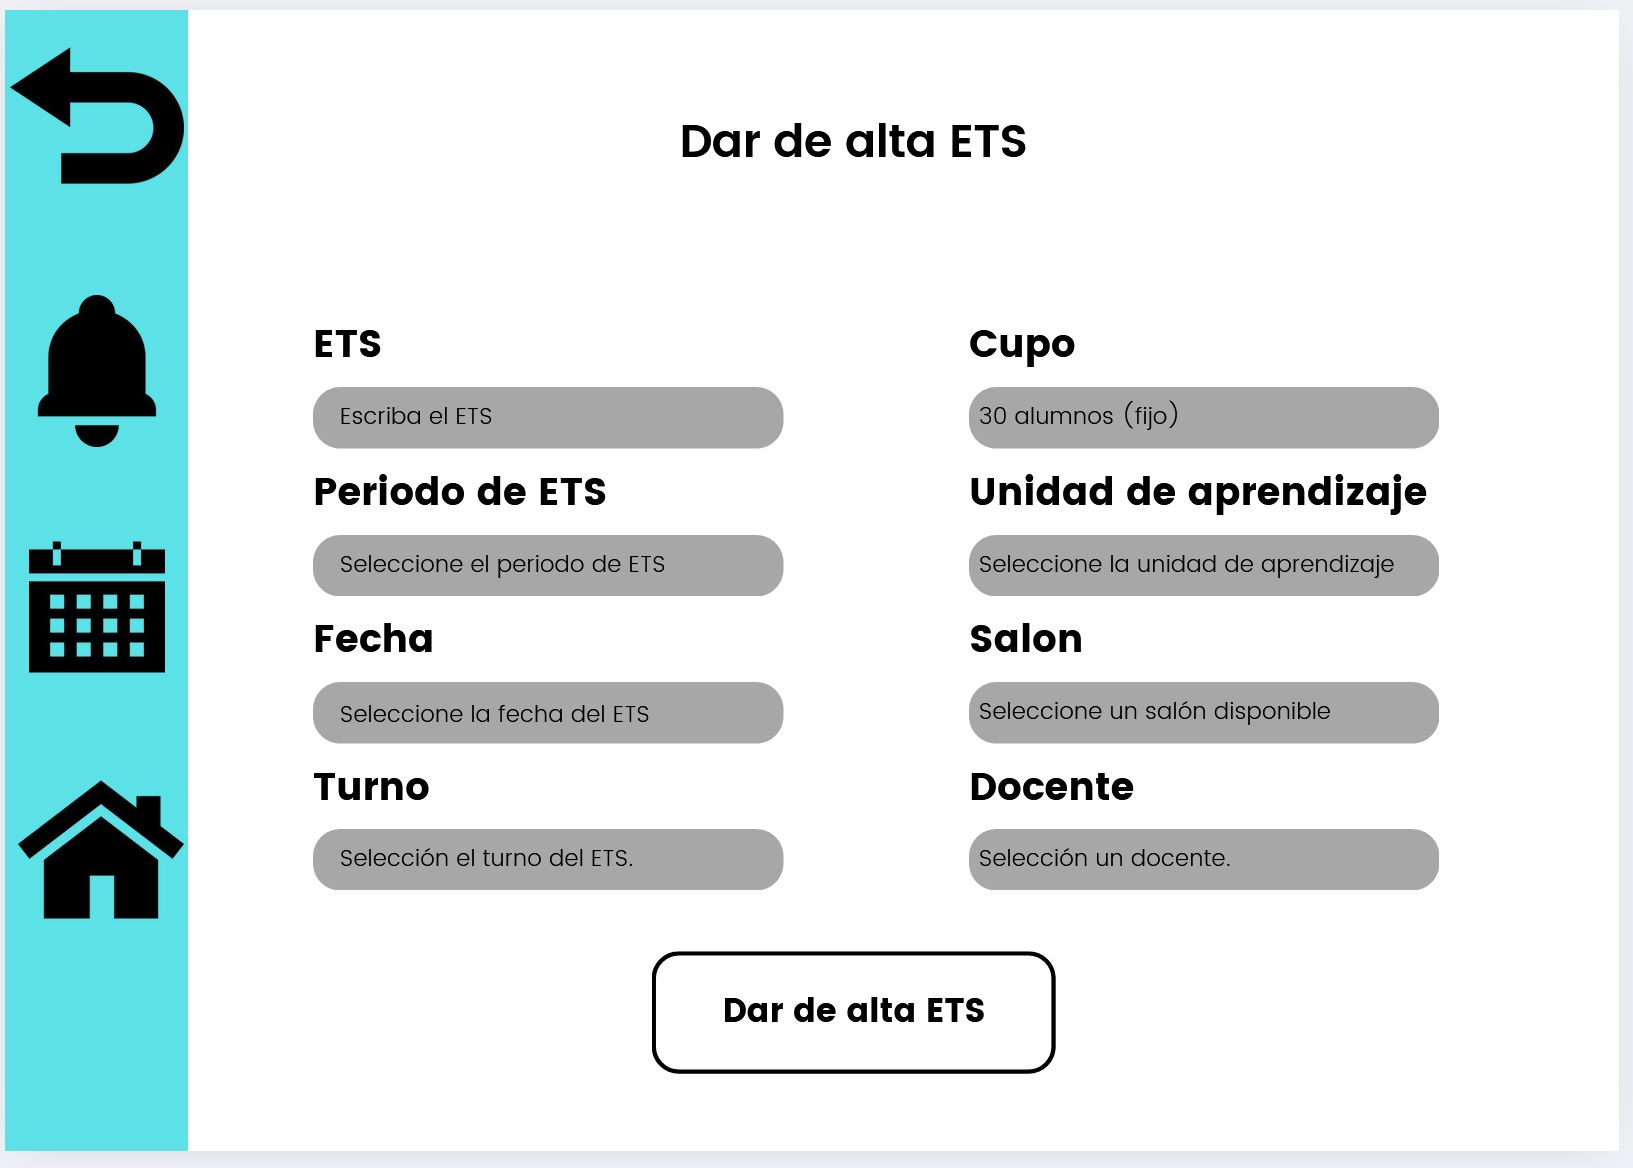 Dar de alta ETS
ETS
Escriba el ETS
Periodo de ETS
Seleccione el periodo de ETS
Fecha
Seleccione la fecha del ETS
Turno
Selección el turno del ETS.
Cupo
30 alumnos (fijo)
Unidad de aprendizaje
Seleccione la unidad de aprendizaje
Salon
Seleccione un salón disponible
Docente
Selección un docente.
Dar de alta ETS